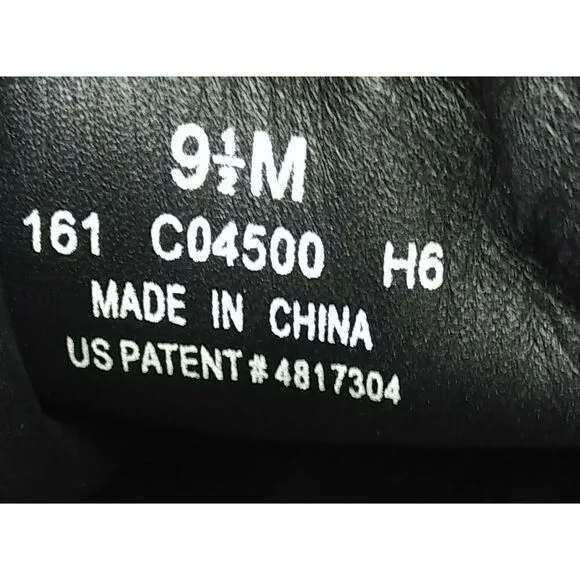 9½M
161 C04500 H6
MADE IN CHINA
US PATENT # 4817304